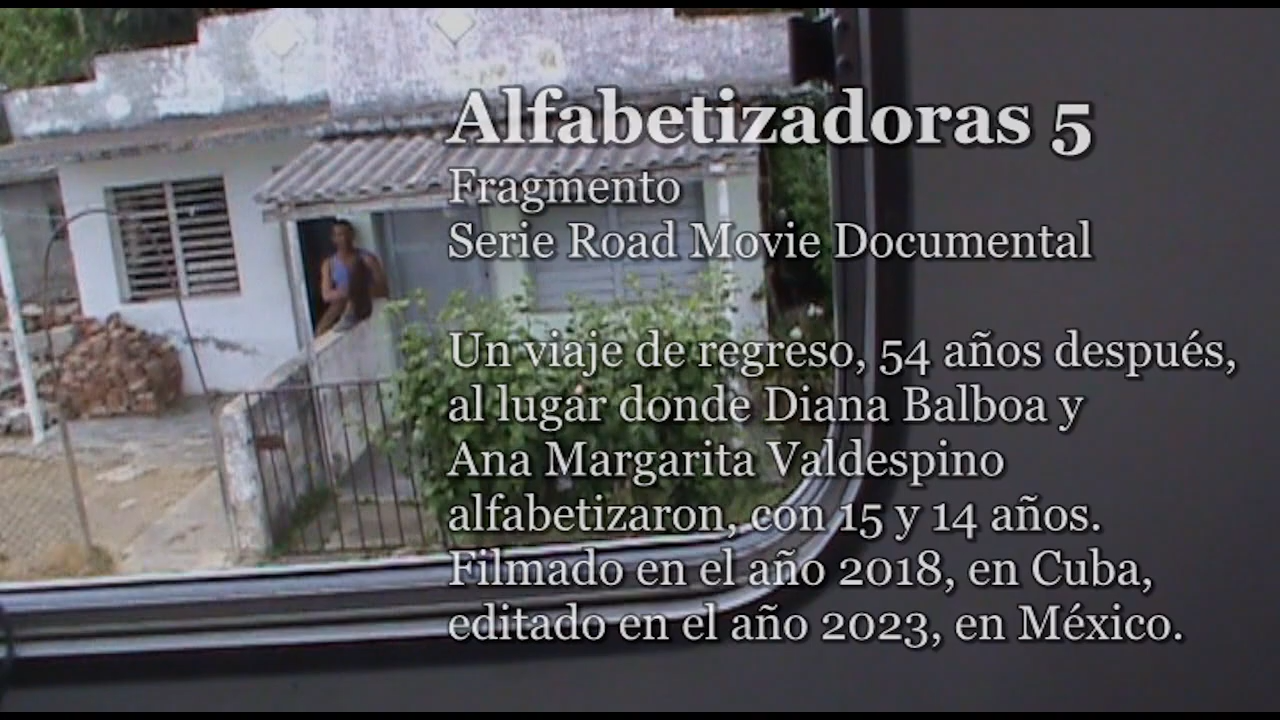 Alfabetizadoras 5
Fragmento
Serie Road Movie Documental
Un viaje de regreso, 54 años después,
al lugar donde Diana Balboa y
Ana Margarita Valdespino
alfabetizaron, con 15 y 14 años.
Filmado en el año 2018, en Cuba,
editado en el año 2023, en México.